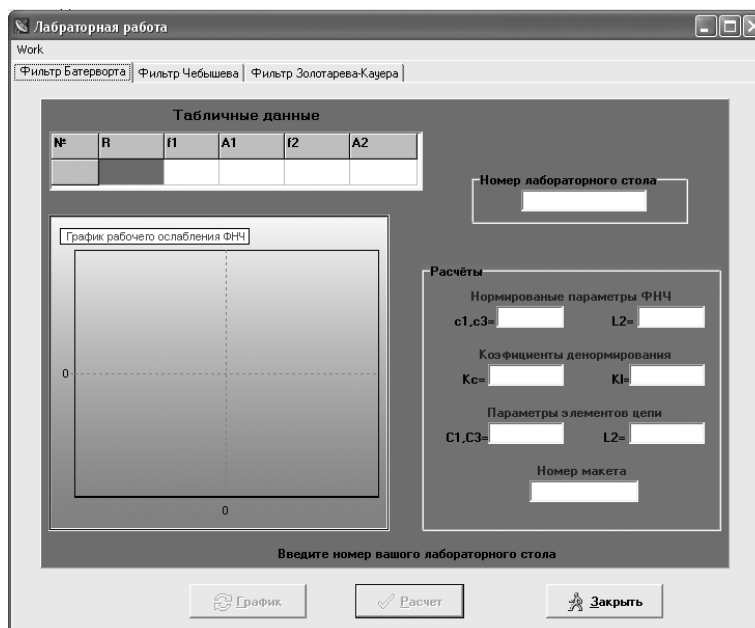 Лабраторная работа
Work
Фильтр Батерворта Фильтр Чебышева Фильтр Золотарева-Кауера
Табличные данные
№ R f1 A1 f2 A2
Номер лабораторного стола
График рабочего ослабления ФНЧ
0
0
Расчёты
Нормированые параметры ФНЧ
c1,c3= L2=
Коэфициенты денормирования
Kc= Kl=
Параметры элементов цепи
C1,C3= L2=
Номер макета
Введите номер вашого лабораторного стола
График Расчет Закрыть